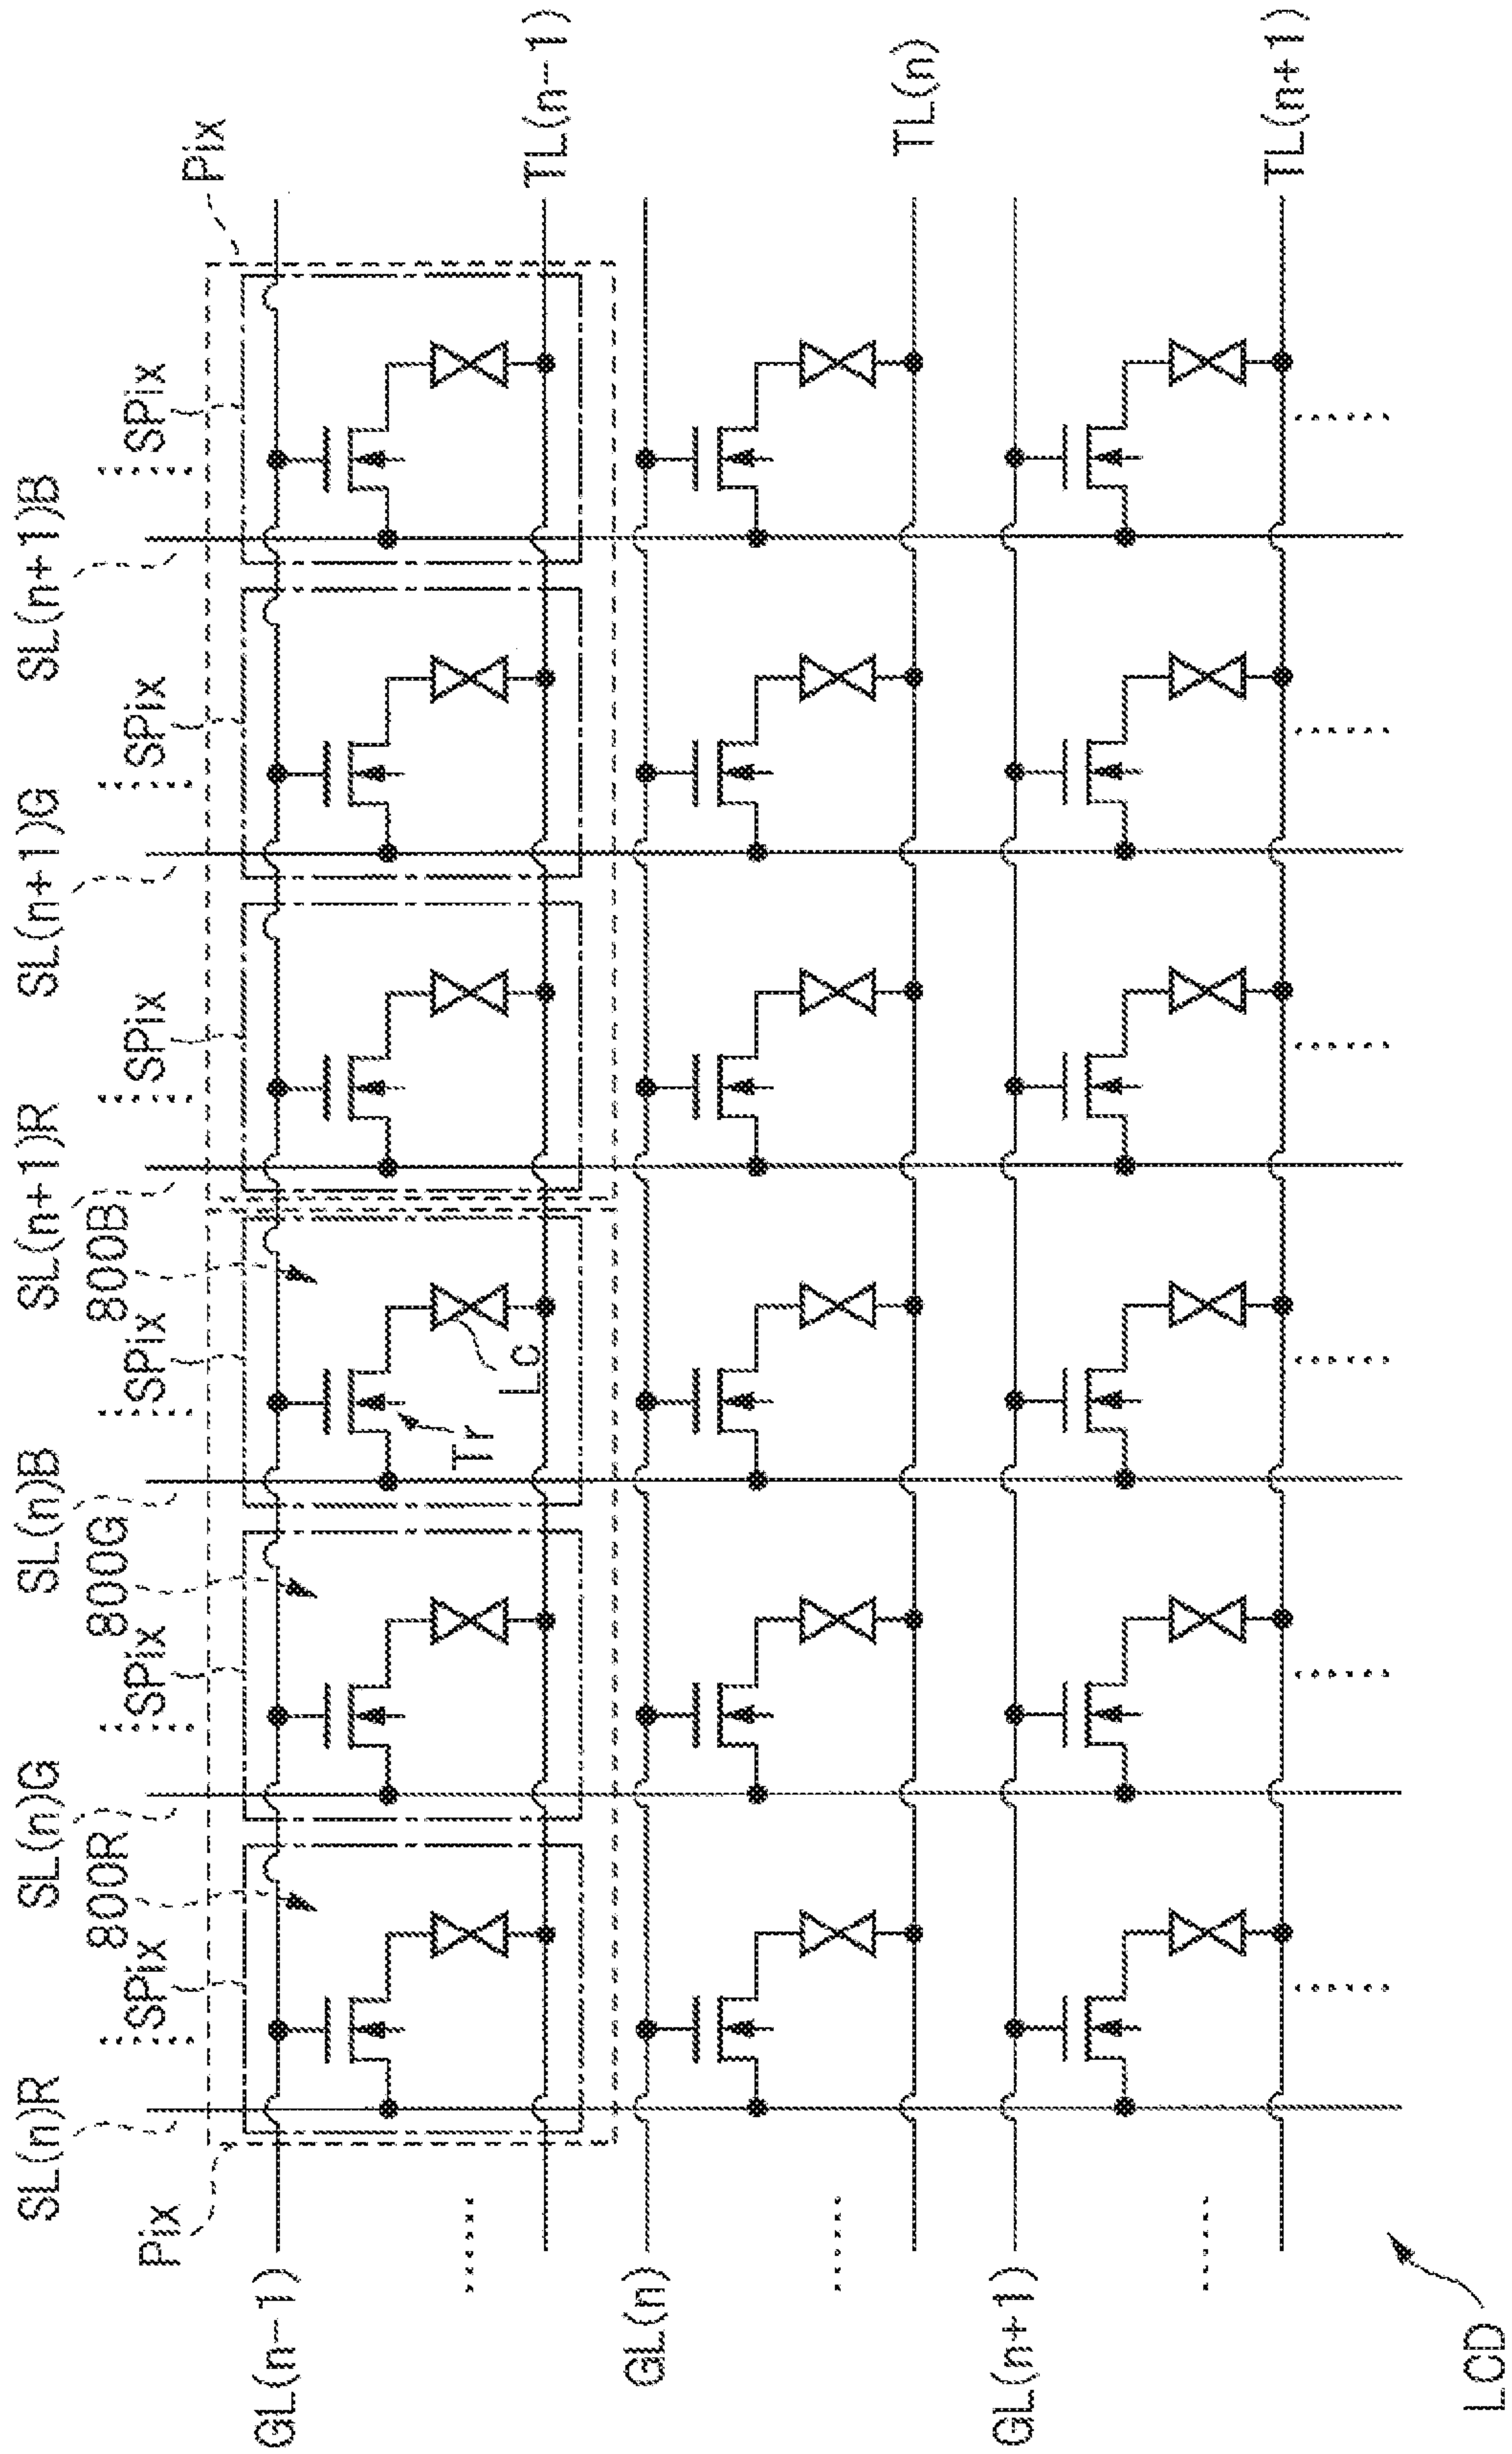 SL(n)R
SL(n)G
SL(n)B
SL(n+1)R
SL(n+1)G
SL(n+1)B
800R
800G
800B
SPix
SPix
SPix
SPix
SPix
SPix
Pix
Pix
GL(n-1)
Tr
Lc
TL(n-1)
GL(n)
TL(n)
GL(n+1)
TL(n+1)
LCD